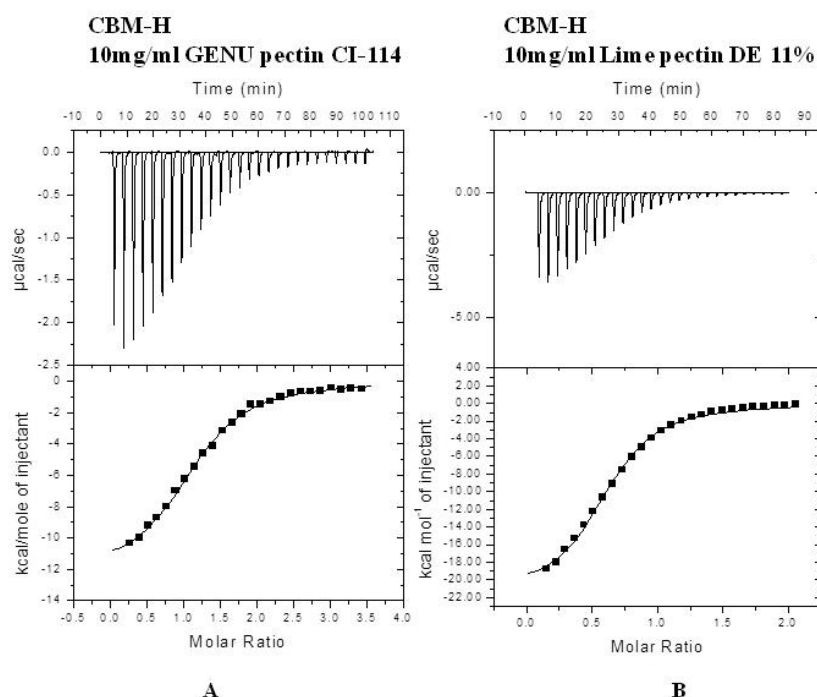 CBM-H
10mg/ml GENU pectin CI-114
Time (min)
-10 0 10 20 30 40 50 60 70 80 90 100 110
0.0
-0.5
-1.0
-1.5
-2.0
-2.5
µcal/sec
0
-2
-4
-6
-8
-10
-12
-14
kcal/mole of injectant
-0.5 0.0 0.5 1.0 1.5 2.0 2.5 3.0 3.5 4.0
Molar Ratio
A
CBM-H
10mg/ml Lime pectin DE 11%
Time (min)
-10 0 10 20 30 40 50 60 70 80 90
0.00
-5.00
µcal/sec
4.00
2.00
0.00
-2.00
-4.00
-6.00
-8.00
-10.00
-12.00
-14.00
-16.00
-18.00
-20.00
-22.00
kcal mol⁻¹ of injectant
0.0 0.5 1.0 1.5 2.0
Molar Ratio
B